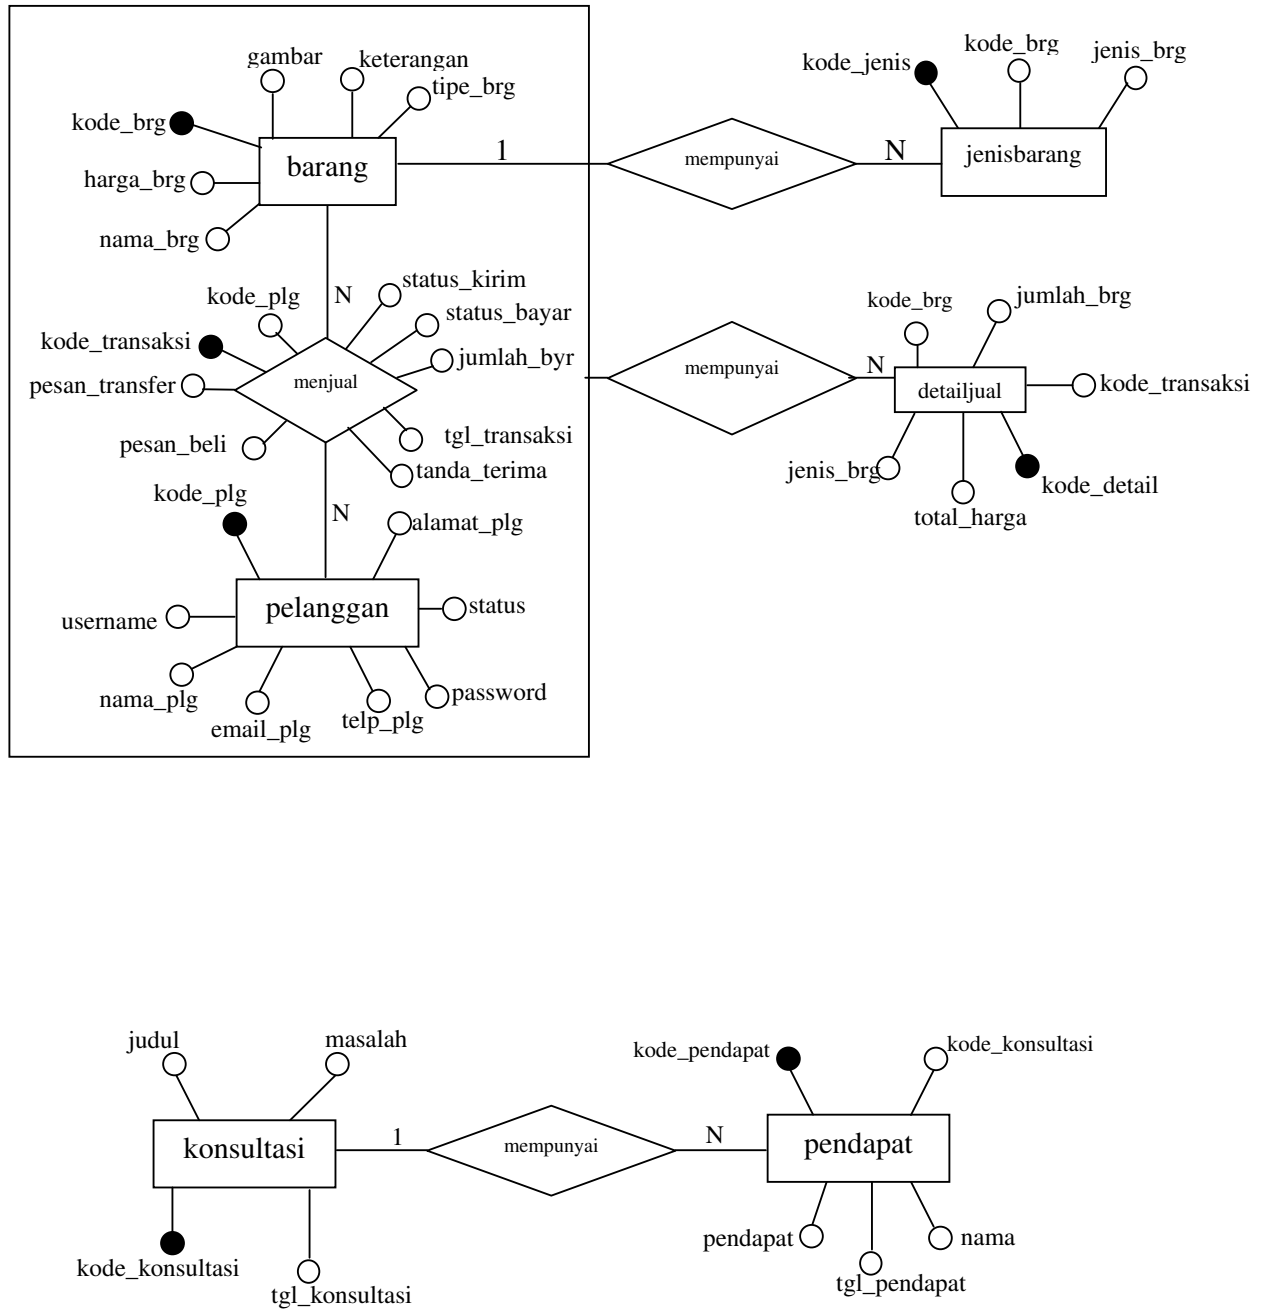 gambar
keterangan
tipe_brg
kode_brg
barang
harga_brg
nama_brg
1
mempunyai
N
kode_jenis
kode_brg
jenis_brg
jenisbarang
N
kode_plg
status_kirim
status_bayar
kode_transaksi
jumlah_byr
pesan_transfer
menjual
pesan_beli
tgl_transaksi
tanda_terima
mempunyai
N
kode_brg
jumlah_brg
detailjual
kode_transaksi
jenis_brg
kode_detail
total_harga
N
kode_plg
alamat_plg
pelanggan
status
username
nama_plg
email_plg
telp_plg
password
judul
masalah
konsultasi
kode_konsultasi
tgl_konsultasi
1
mempunyai
N
kode_pendapat
kode_konsultasi
pendapat
pendapat
nama
tgl_pendapat